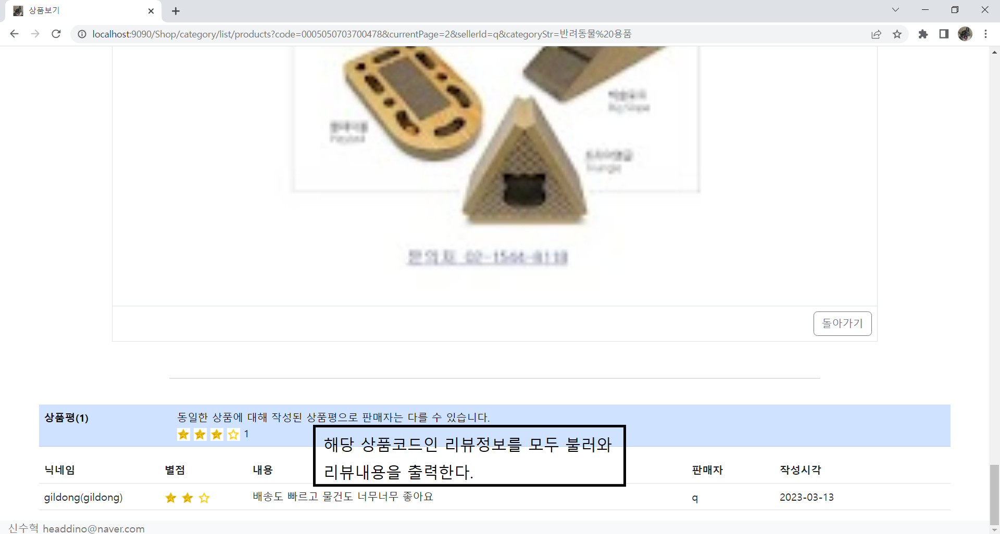 상품보기
localhost:9090/Shop/category/list/products?code=0005050703700478&currentPage=2&sellerId=q&categoryStr=반려동물%20용품
문의처 02-1544-8118
돌아가기
상품평(1) 동일한 상품에 대해 작성된 상품평으로 판매자는 다를 수 있습니다.
1
해당 상품코드인 리뷰정보를 모두 불러와
리뷰내용을 출력한다.
닉네임 별점 내용 판매자 작성시각
gildong(gildong) 배송도 빠르고 물건도 너무너무 좋아요 q 2023-03-13
신수혁 headdino@naver.com